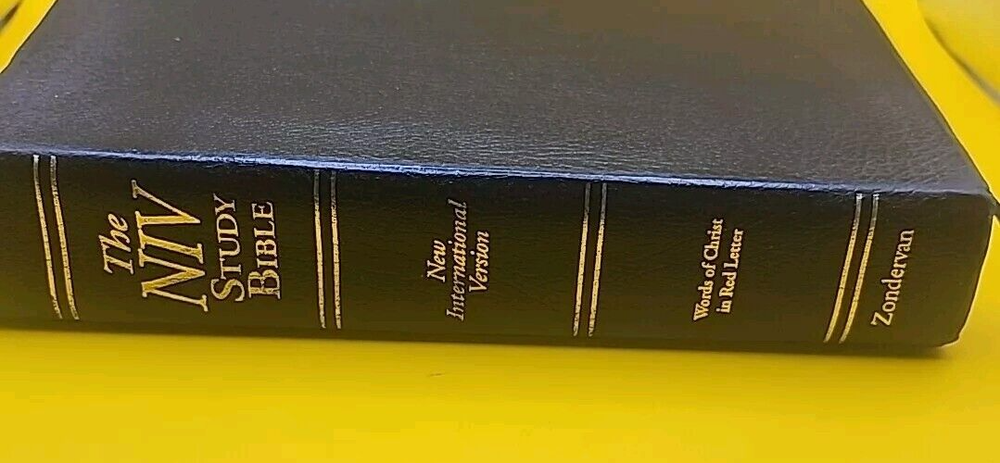 The
NIV
STUDY
BIBLE
New
International
Version
Words of Christ
in Red Letter
Zondervan